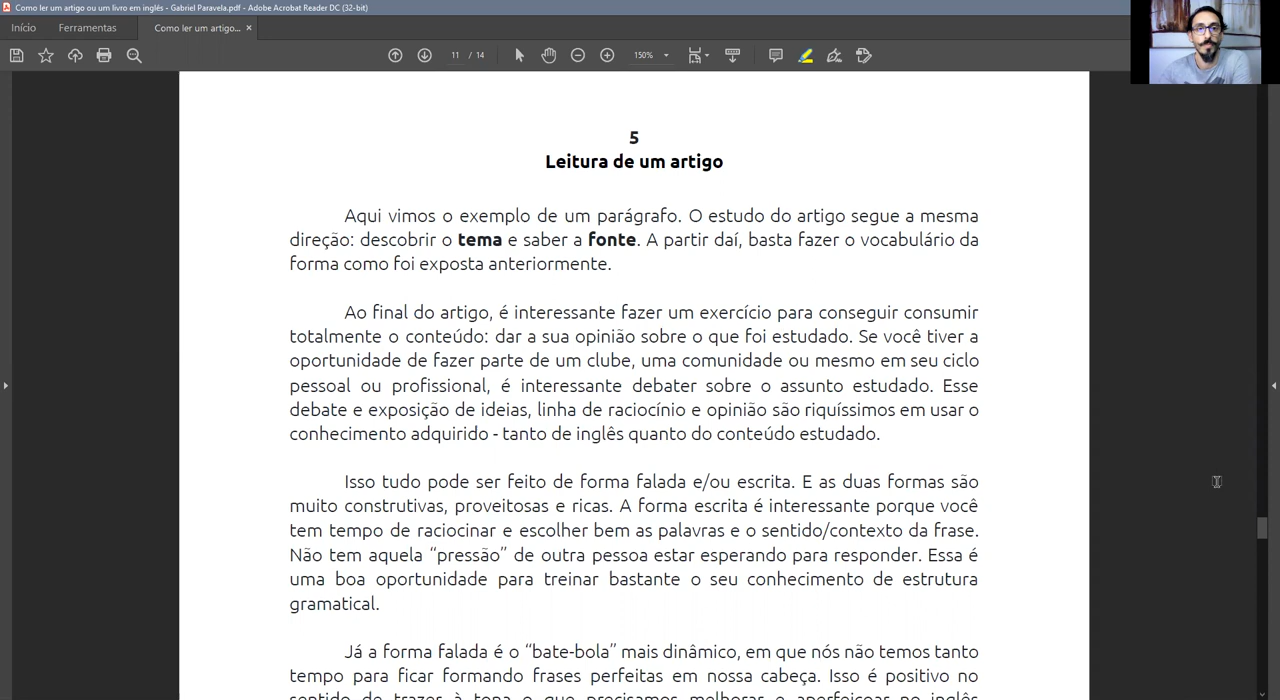 Como ler um artigo ou um livro em inglês - Gabriel Paravela.pdf - Adobe Acrobat Reader DC (32-bit)
Início Ferramentas Como ler um artigo... ×
11 / 14 150%
5
Leitura de um artigo
Aqui vimos o exemplo de um parágrafo. O estudo do artigo segue a mesma
direção: descobrir o tema e saber a fonte. A partir daí, basta fazer o vocabulário da
forma como foi exposta anteriormente.
Ao final do artigo, é interessante fazer um exercício para conseguir consumir
totalmente o conteúdo: dar a sua opinião sobre o que foi estudado. Se você tiver a
oportunidade de fazer parte de um clube, uma comunidade ou mesmo em seu ciclo
pessoal ou profissional, é interessante debater sobre o assunto estudado. Esse
debate e exposição de ideias, linha de raciocínio e opinião são riquíssimos em usar o
conhecimento adquirido - tanto de inglês quanto do conteúdo estudado.
Isso tudo pode ser feito de forma falada e/ou escrita. E as duas formas são
muito construtivas, proveitosas e ricas. A forma escrita é interessante porque você
tem tempo de raciocinar e escolher bem as palavras e o sentido/contexto da frase.
Não tem aquela “pressão” de outra pessoa estar esperando para responder. Essa é
uma boa oportunidade para treinar bastante o seu conhecimento de estrutura
gramatical.
Já a forma falada é o “bate-bola” mais dinâmico, em que nós não temos tanto
tempo para ficar formando frases perfeitas em nossa cabeça. Isso é positivo no
sentido de trazer à tona o que precisamos melhorar e aperfeiçoar no inglês